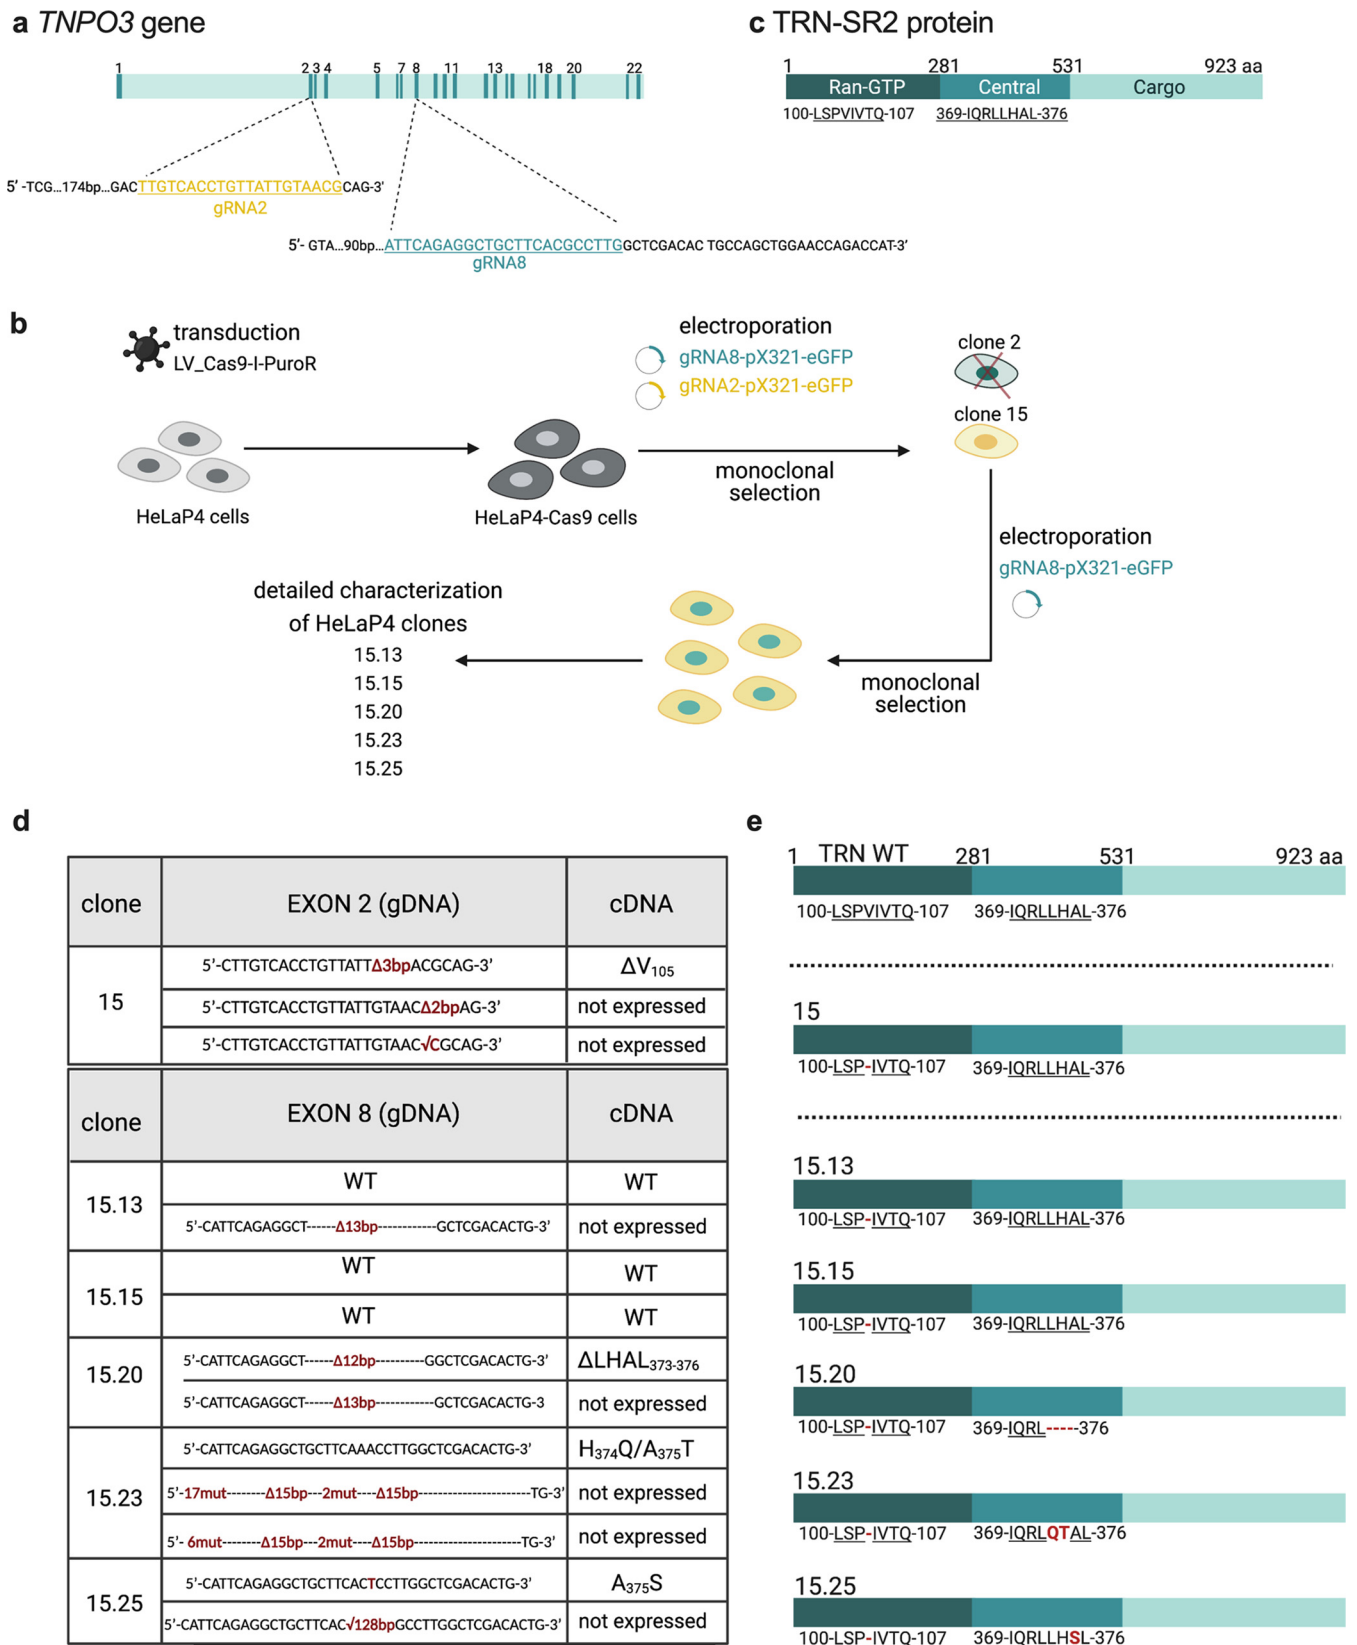 a TNPO3 gene
1 2 3 4 5 7 8 11 13 18 20 22
5'-TCG...174bp...GACTTGTCACCTGTTATTGTAACGCAG-3'
gRNA2
5'- GTA...90bp...ATTCAGAGGCTGCTTCACGCCTTGGCTCGACAC TGCCAGCTGGAACCAGACCAT-3'
gRNA8
c TRN-SR2 protein
1 281 531 923 aa
Ran-GTP Central Cargo
100-LSPVIVTQ-107 369-IQRLLHAL-376
b
transduction
LV_Cas9-I-PuroR
HeLaP4 cells
HeLaP4-Cas9 cells
electroporation
gRNA8-pX321-eGFP
gRNA2-pX321-eGFP
monoclonal
selection
clone 2
clone 15
electroporation
gRNA8-pX321-eGFP
monoclonal
selection
detailed characterization
of HeLaP4 clones
15.13
15.15
15.20
15.23
15.25
d
clone EXON 2 (gDNA) cDNA
15
5'-CTTGTCACCTGTTATTΔ3bpACGCAG-3' ΔV105
5'-CTTGTCACCTGTTATTGTAACΔ2bpAG-3' not expressed
5'-CTTGTCACCTGTTATTGTAAC√CGCAG-3' not expressed
clone EXON 8 (gDNA) cDNA
15.13
WT WT
5'-CATTCAGAGGCT------Δ13bp------------GCTCGACACTG-3' not expressed
15.15
WT WT
WT WT
15.20
5'-CATTCAGAGGCT------Δ12bp----------GGCTCGACACTG-3' ΔLHAL373-376
5'-CATTCAGAGGCT------Δ13bp------------GCTCGACACTG-3 not expressed
15.23
5'-CATTCAGAGGCTGCTTCAAACCTTGGCTCGACACTG-3' H374Q/A375T
5'-17mut--------Δ15bp---2mut----Δ15bp-----------------------TG-3' not expressed
5'- 6mut--------Δ15bp---2mut----Δ15bp----------------------TG-3' not expressed
15.25
5'-CATTCAGAGGCTGCTTCACTCCTTGGCTCGACACTG-3' A375S
5'-CATTCAGAGGCTGCTTCAC√128bpGCCTTGGCTCGACACTG-3' not expressed
e
1 TRN WT 281 531 923 aa
100-LSPVIVTQ-107 369-IQRLLHAL-376
15
100-LSP-IVTQ-107 369-IQRLLHAL-376
15.13
100-LSP-IVTQ-107 369-IQRLLHAL-376
15.15
100-LSP-IVTQ-107 369-IQRLLHAL-376
15.20
100-LSP-IVTQ-107 369-IQRL-----376
15.23
100-LSP-IVTQ-107 369-IQRLQTAL-376
15.25
100-LSP-IVTQ-107 369-IQRLLHSL-376